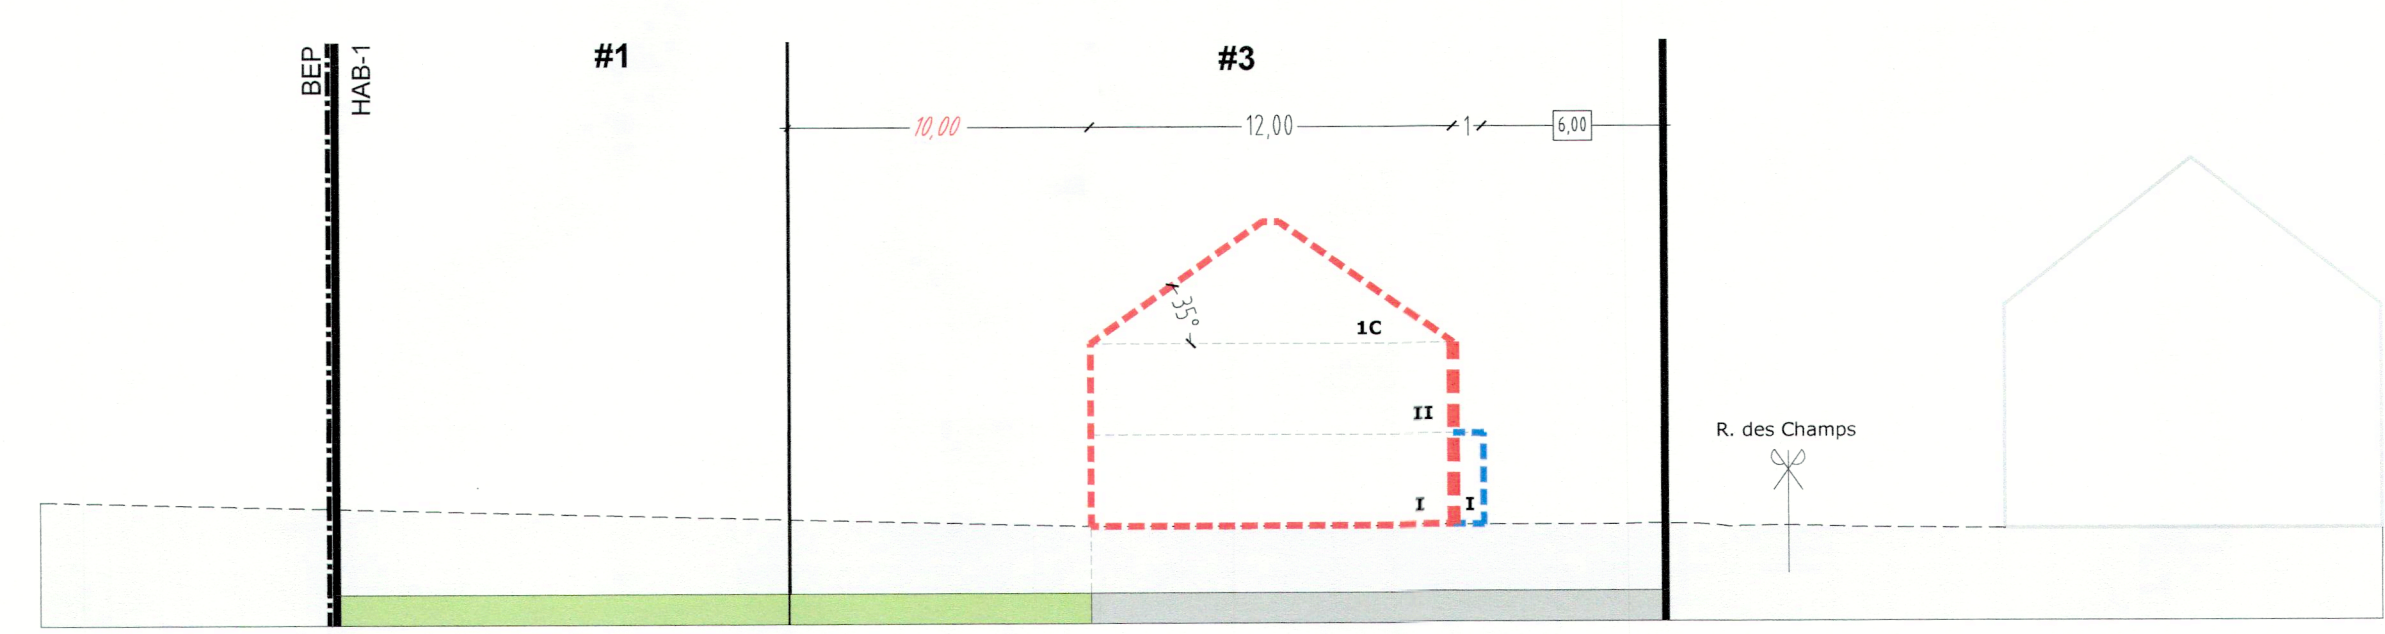 BEP
HAB-1
#1
#3
10,00
12,00
1
6,00
35°
1C
II
I
I
R. des Champs